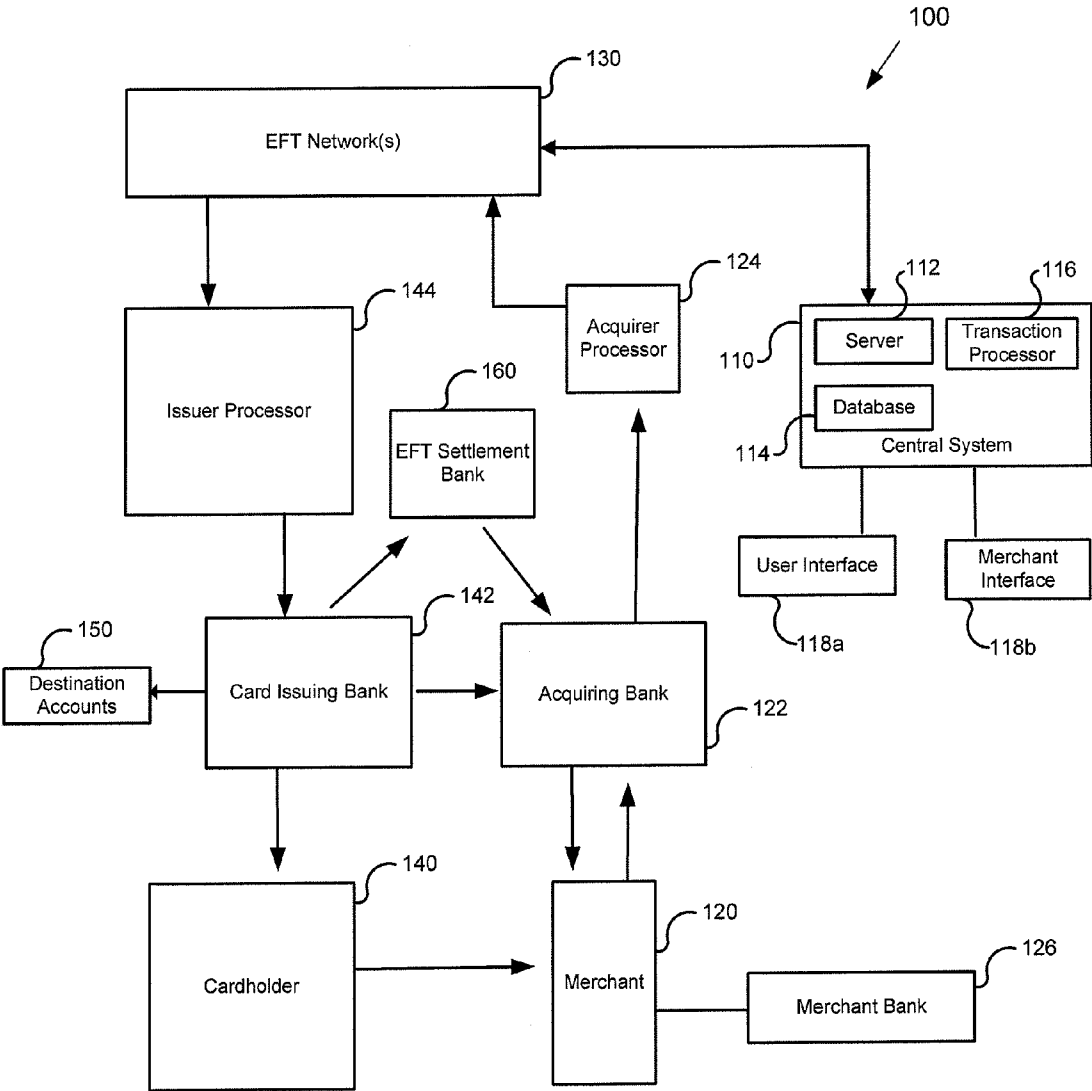 100
130
EFT Network(s)
124
112
116
144
Acquirer
Processor
110
Server
Transaction
Processor
160
Issuer Processor
Database
EFT Settlement
Bank
114
Central System
User Interface
Merchant
Interface
142
150
118a
118b
Destination
Accounts
Card Issuing Bank
Acquiring Bank
122
140
120
126
Cardholder
Merchant
Merchant Bank